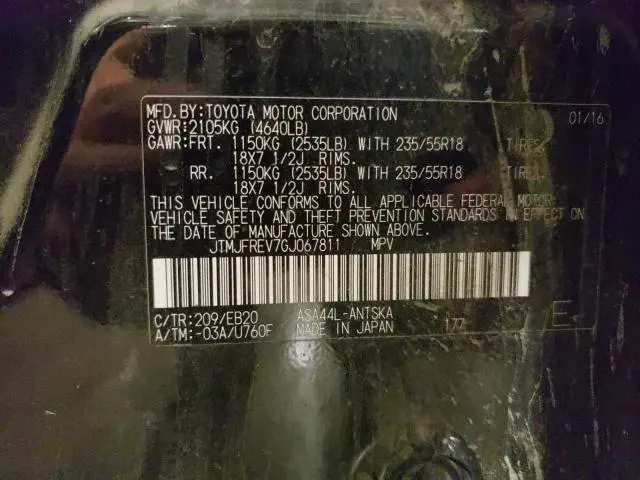 MFD.BY:TOYOTA MOTOR CORPORATION 01/16
GVWR:2105KG (4640LB)
GAWR:FRT. 1150KG (2535LB) WITH 235/55R18 TIRES
18X7 1/2J RIMS.
RR. 1150KG (2535LB) WITH 235/55R18 TIRES
18X7 1/2J RIMS.
THIS VEHICLE CONFORMS TO ALL APPLICABLE FEDERAL MOTOR
VEHICLE SAFETY AND THEFT PREVENTION STANDARDS IN EFFECT ON
THE DATE OF MANUFACTURE SHOWN ABOVE.
JTMJFREV7GJ067811 MPV
C/TR:209/EB20 ASA44L-ANTSKA 177 E
A/TM:-03A/U760F MADE IN JAPAN